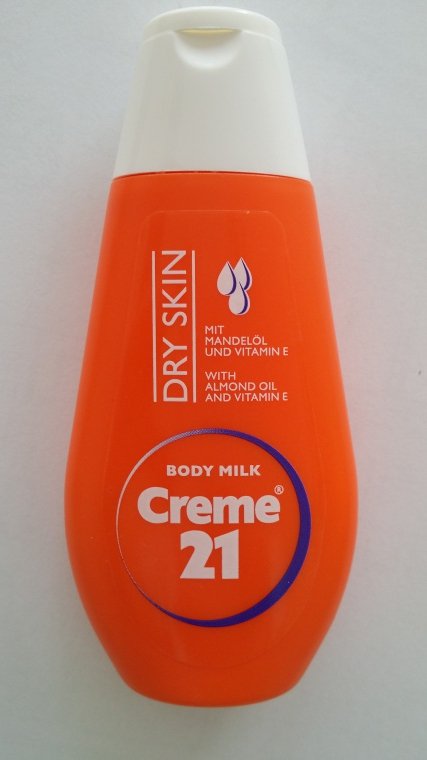 DRY SKIN
MIT
MANDELÖL
UND VITAMIN E
WITH
ALMOND OIL
AND VITAMIN E
BODY MILK
Creme®
21